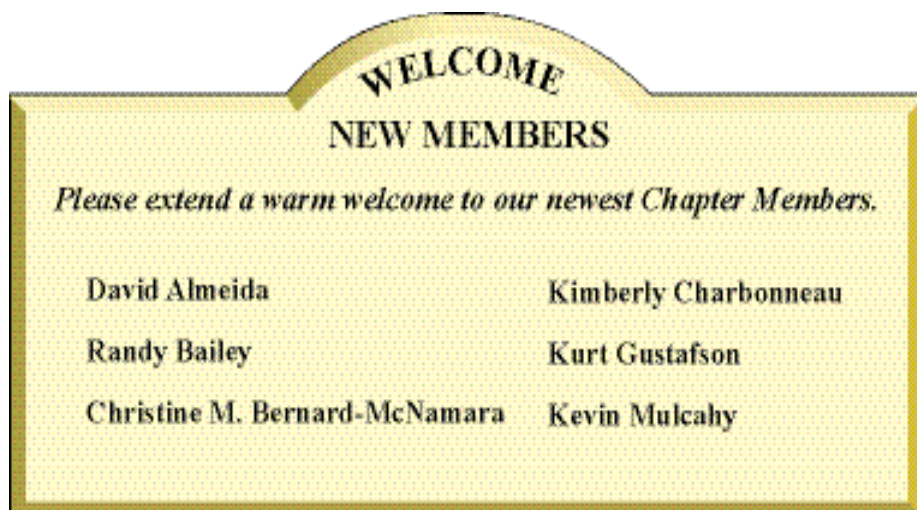 WELCOME
NEW MEMBERS
Please extend a warm welcome to our newest Chapter Members.
David Almeida
Randy Bailey
Christine M. Bernard-McNamara
Kimberly Charbonneau
Kurt Gustafson
Kevin Mulcahy